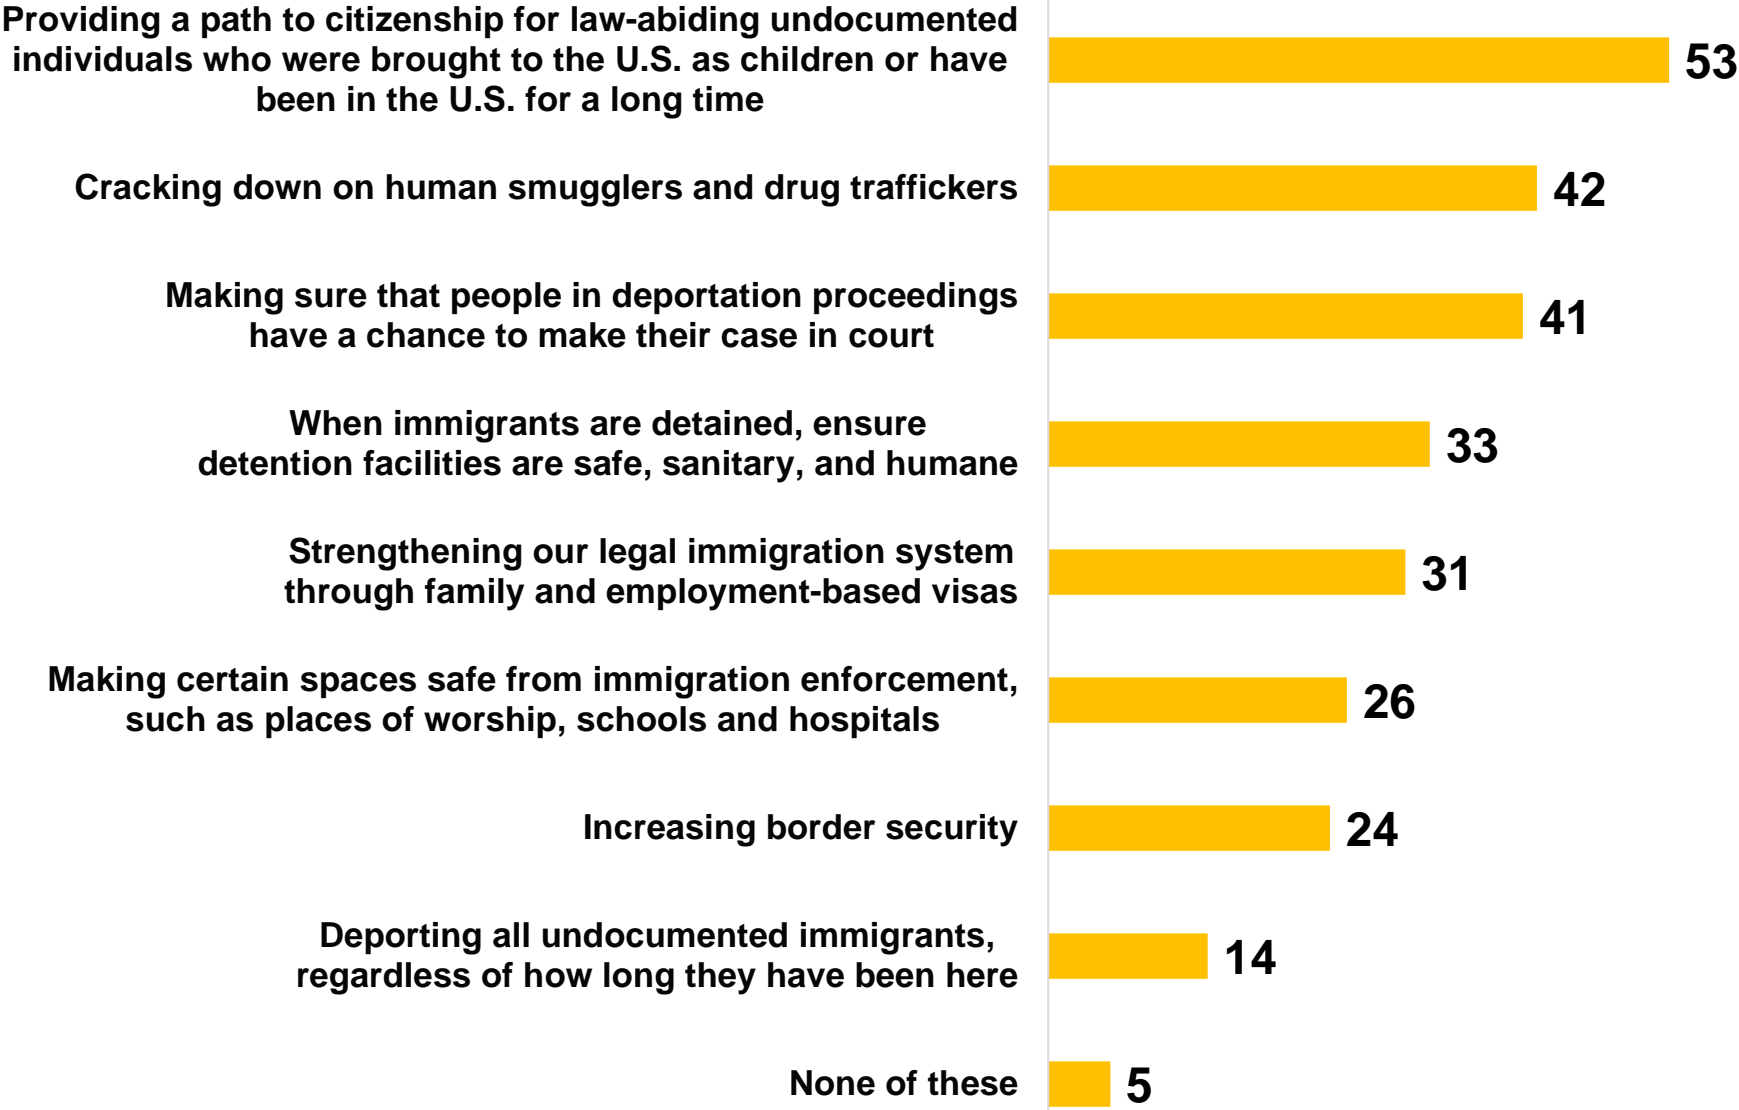 Providing a path to citizenship for law-abiding undocumented
individuals who were brought to the U.S. as children or have
been in the U.S. for a long time
53
Cracking down on human smugglers and drug traffickers
42
Making sure that people in deportation proceedings
have a chance to make their case in court
41
When immigrants are detained, ensure
detention facilities are safe, sanitary, and humane
33
Strengthening our legal immigration system
through family and employment-based visas
31
Making certain spaces safe from immigration enforcement,
such as places of worship, schools and hospitals
26
Increasing border security
24
Deporting all undocumented immigrants,
regardless of how long they have been here
14
None of these
5